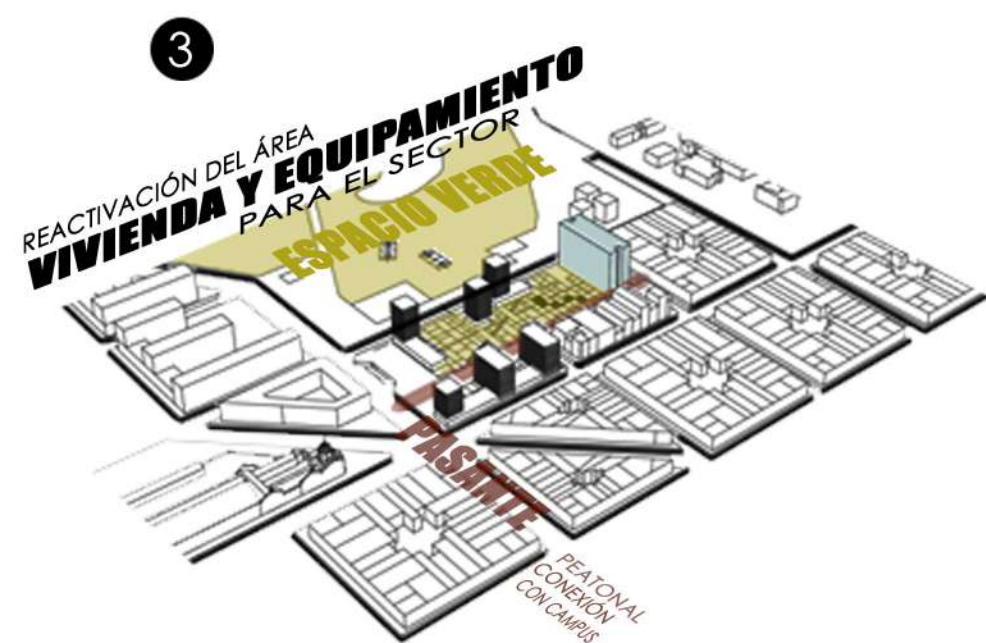 3
REACTIVACIÓN DEL ÁREA
VIVIENDA Y EQUIPAMIENTO
PARA EL SECTOR
ESPACIO VERDE
PASANTE
PEATONAL
CONEXIÓN
CON CAMPUS